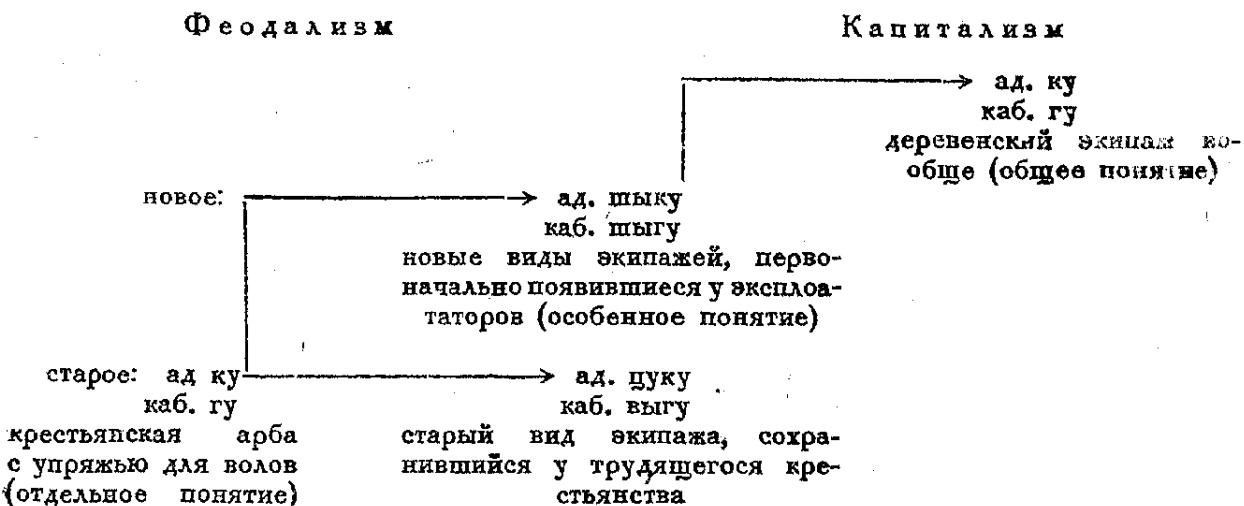 Феодализм
Капитализм
ад. ку
каб. гу
деревенский экипаж во-
обще (общее понятие)
новое:
ад. шыку
каб. шыгу
новые виды экипажей, перво-
начально появившиеся у эксплоа-
таторов (особенное понятие)
старое: ад ку
каб. гу
крестьянская арба
с упряжью для волов
(отдельное понятие)
ад. цуку
каб. выгу
старый вид экипажа, сохра-
нившийся у трудящегося кре-
стьянства